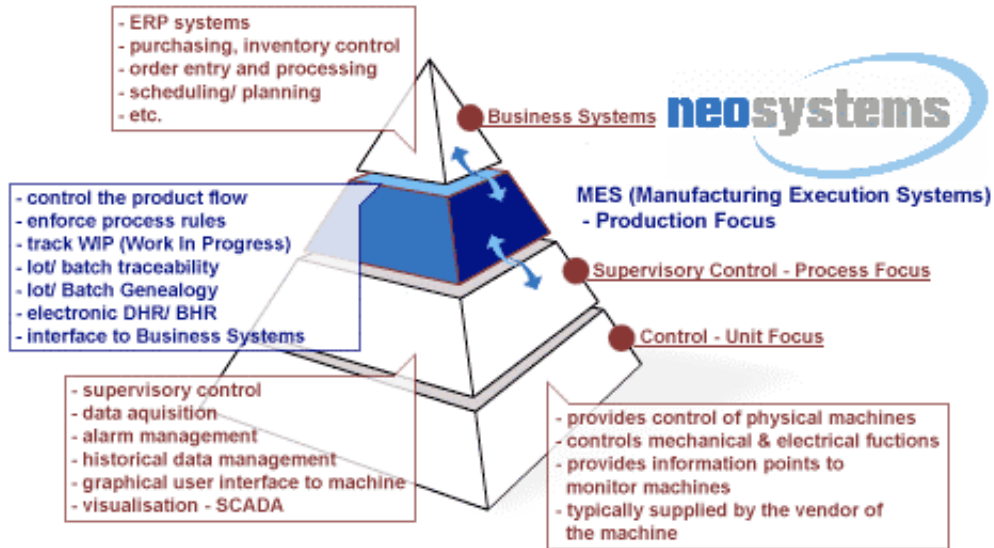 - ERP systems
- purchasing, inventory control
- order entry and processing
- scheduling/ planning
- etc.
Business Systems
neosystems
- control the product flow
- enforce process rules
- track WIP (Work In Progress)
- lot/ batch traceability
- lot/ Batch Genealogy
- electronic DHR/ BHR
- interface to Business Systems
MES (Manufacturing Execution Systems)
- Production Focus
Supervisory Control - Process Focus
Control - Unit Focus
- supervisory control
- data aquisition
- alarm management
- historical data management
- graphical user interface to machine
- visualisation - SCADA
- provides control of physical machines
- controls mechanical & electrical fuctions
- provides information points to
monitor machines
- typically supplied by the vendor of
the machine